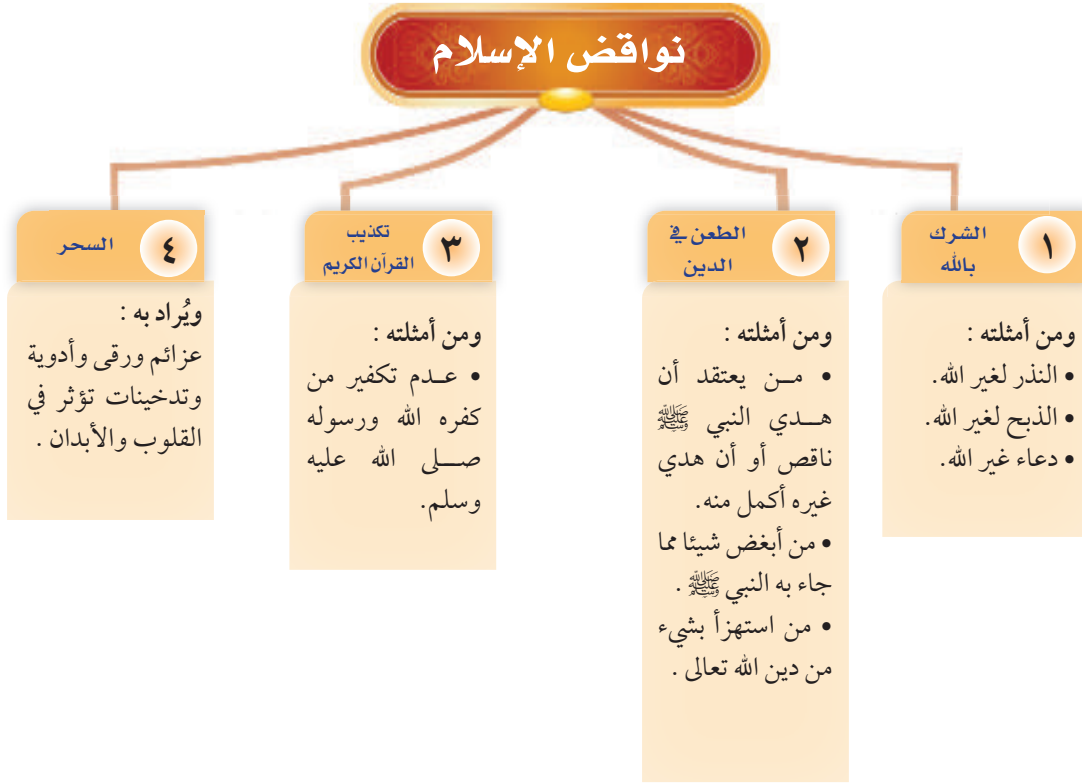 نواقض الإسلام
١
الشرك
بالله
ومن أمثلته :
• النذر لغير الله.
• الذبح لغير الله.
• دعاء غير الله.
٢
الطعن في
الدين
ومن أمثلته :
• مــن يعتقد أن
هــدي النبي ﷺ
ناقص أو أن هدي
غيره أكمل منه.
• من أبغض شيئا مما
جاء به النبي ﷺ .
• من استهزأ بشيء
من دين الله تعالى .
٣
تكذيب
القرآن الكريم
ومن أمثلته :
• عــدم تكفير من
كفره الله ورسوله
صــلى الله عليه
وسلم.
٤
السحر
ويُراد به :
عزائم ورقى وأدوية
وتدخينات تؤثر في
القلوب والأبدان .